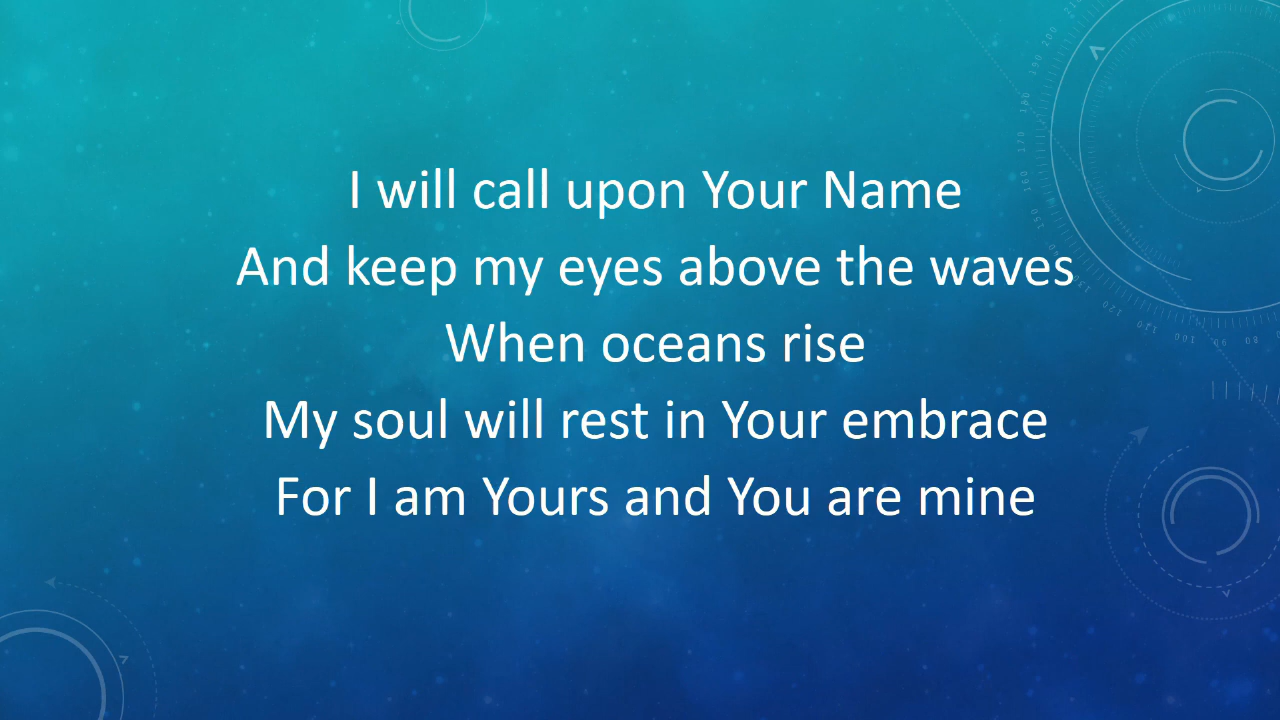 I will call upon Your Name
And keep my eyes above the waves
When oceans rise
My soul will rest in Your embrace
For I am Yours and You are mine